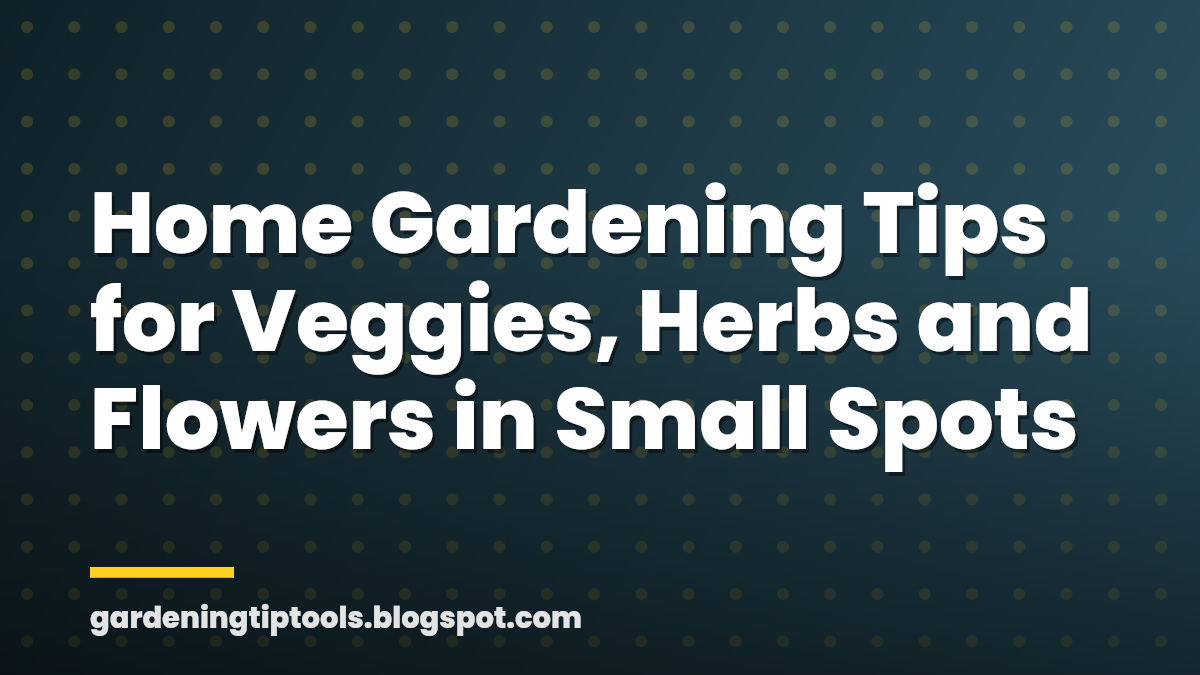 Home Gardening Tips
for Veggies, Herbs and
Flowers in Small Spots
gardeningtiptools.blogspot.com